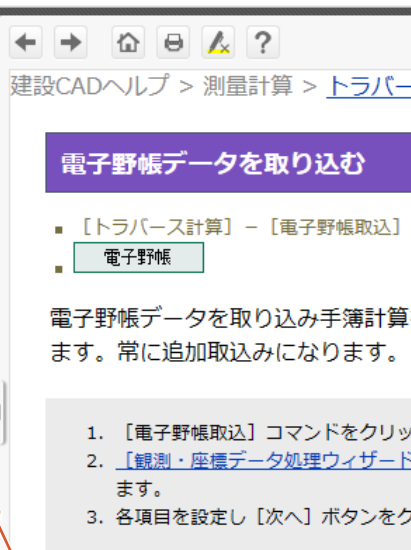 ?
建設CADヘルプ > 測量計算 > トラバー
電子野帳データを取り込む
［トラバース計算］－［電子野帳取込］
電子野帳
電子野帳データを取り込み手簿計算
ます。常に追加取込みになります。
1. ［電子野帳取込］コマンドをクリッ
2. ［観測・座標データ処理ウィザード
ます。
3. 各項目を設定し［次へ］ボタンをク